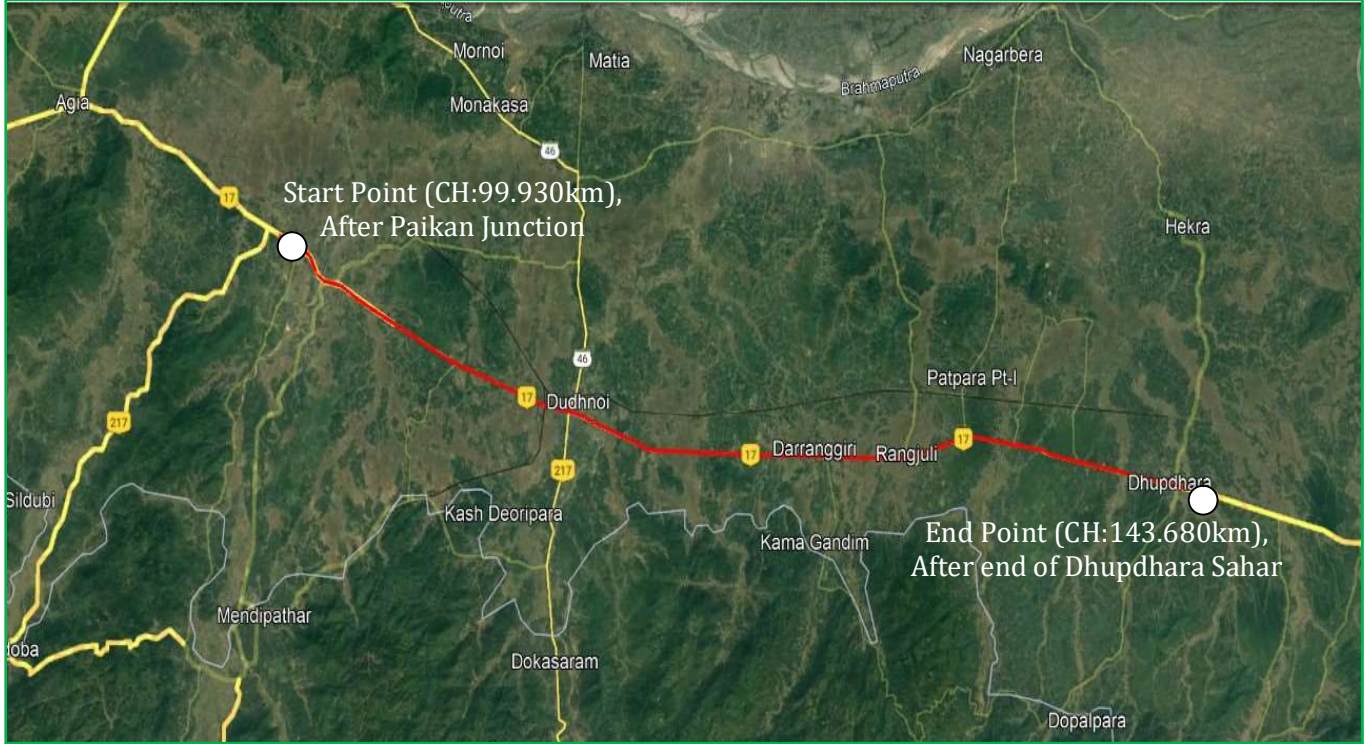 Mornoi
Matia
Nagarbera
Brahmaputra
Agia
Monakasa
46
17
Start Point (CH:99.930km),
After Paikan Junction
Hekra
46
Patpara Pt-I
17
Dudhnoi
217
17
17
Darranggiri
Rangjuli
217
Dhupdhara
Sildubi
Kash Deoripara
Kama Gandim
End Point (CH:143.680km),
After end of Dhupdhara Sahar
Mendipathar
Dokasaram
Dopalpara